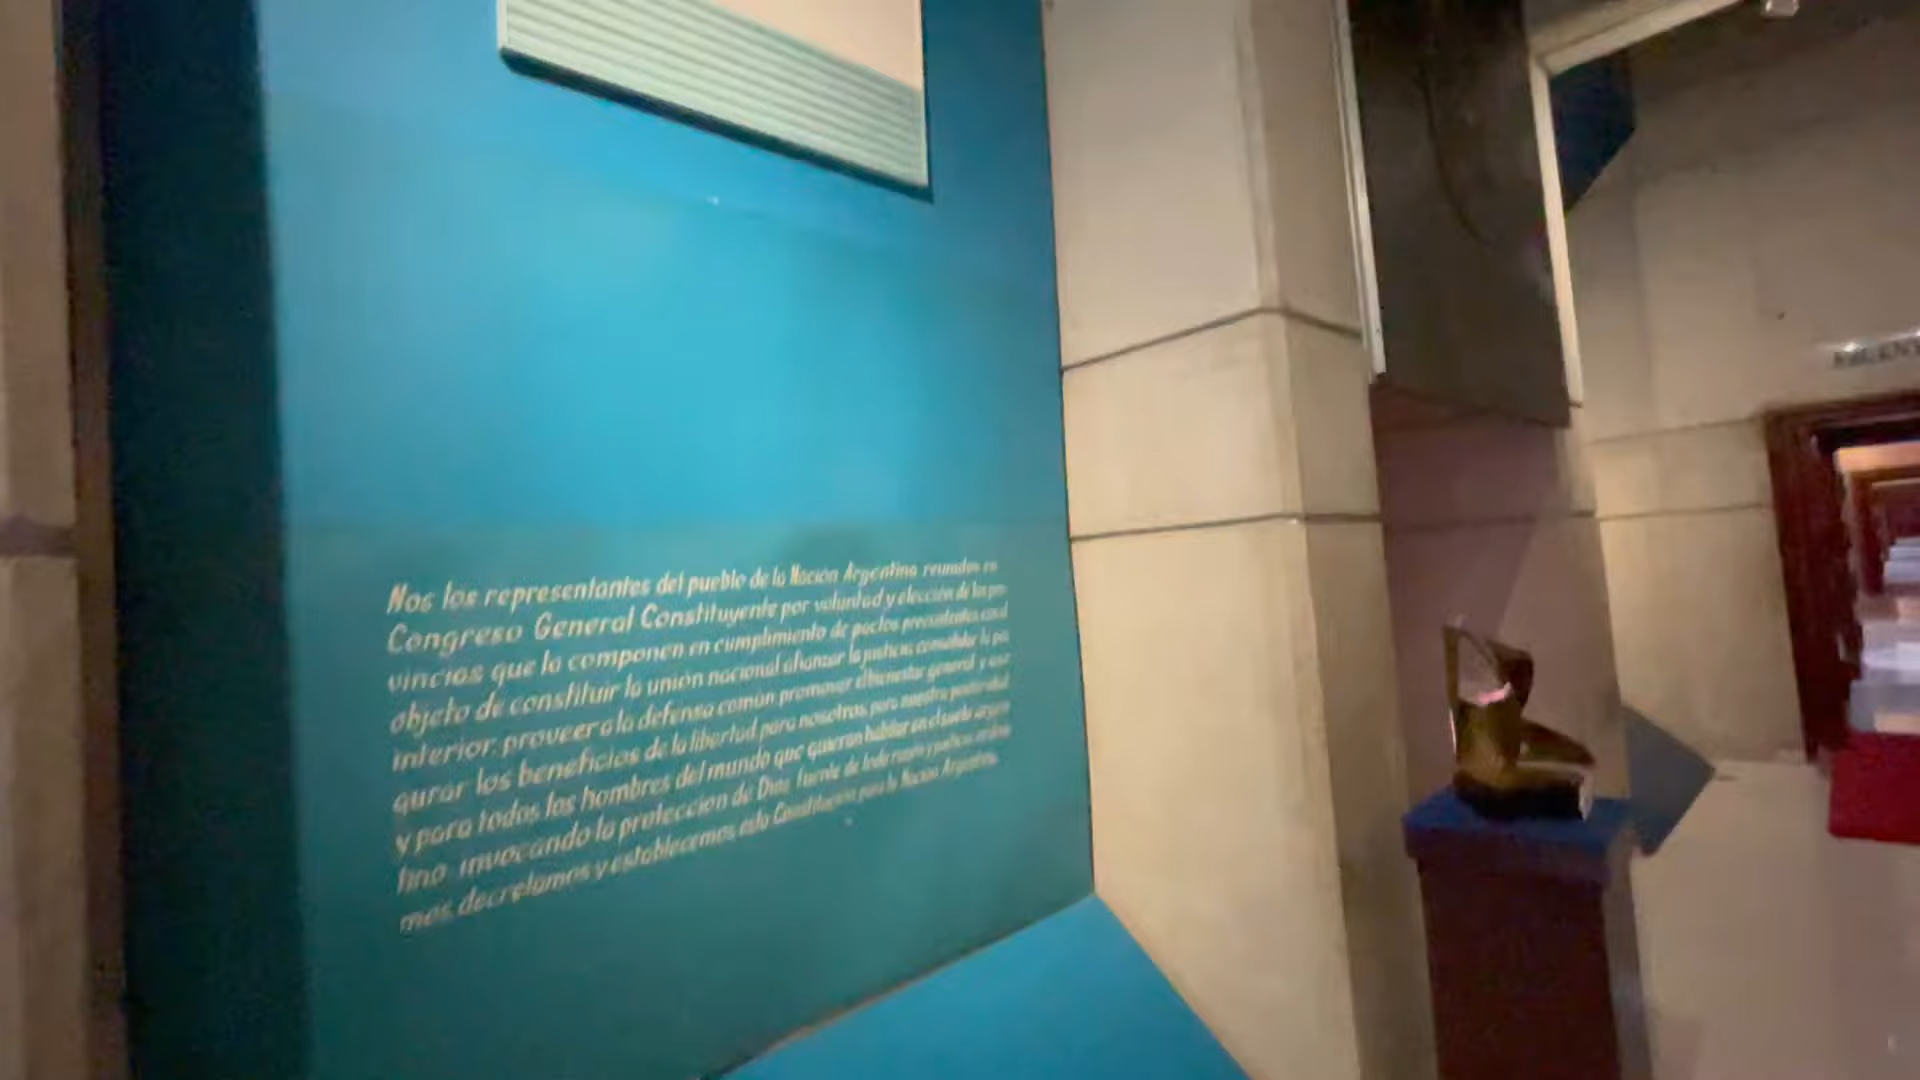 Nos los representantes del pueblo de la Nación Argentina reunidos en
Congreso General Constituyente por voluntad y elección de las pro
vincias que la componen en cumplimiento de pactos preexistentes con el
objeto de constituir la unión nacional afianzar la justicia consolidar la paz
interior, proveer a la defensa común promover el bienestar general y ase
gurar los beneficios de la libertad para nosotros, para nuestra posteridad
y para todos los hombres del mundo que quieran habitar en el suelo argen
tino invocando la protección de Dios fuente de toda razón y justicia
mos, decretamos y establecemos esta Constitución para la Nación Argentina